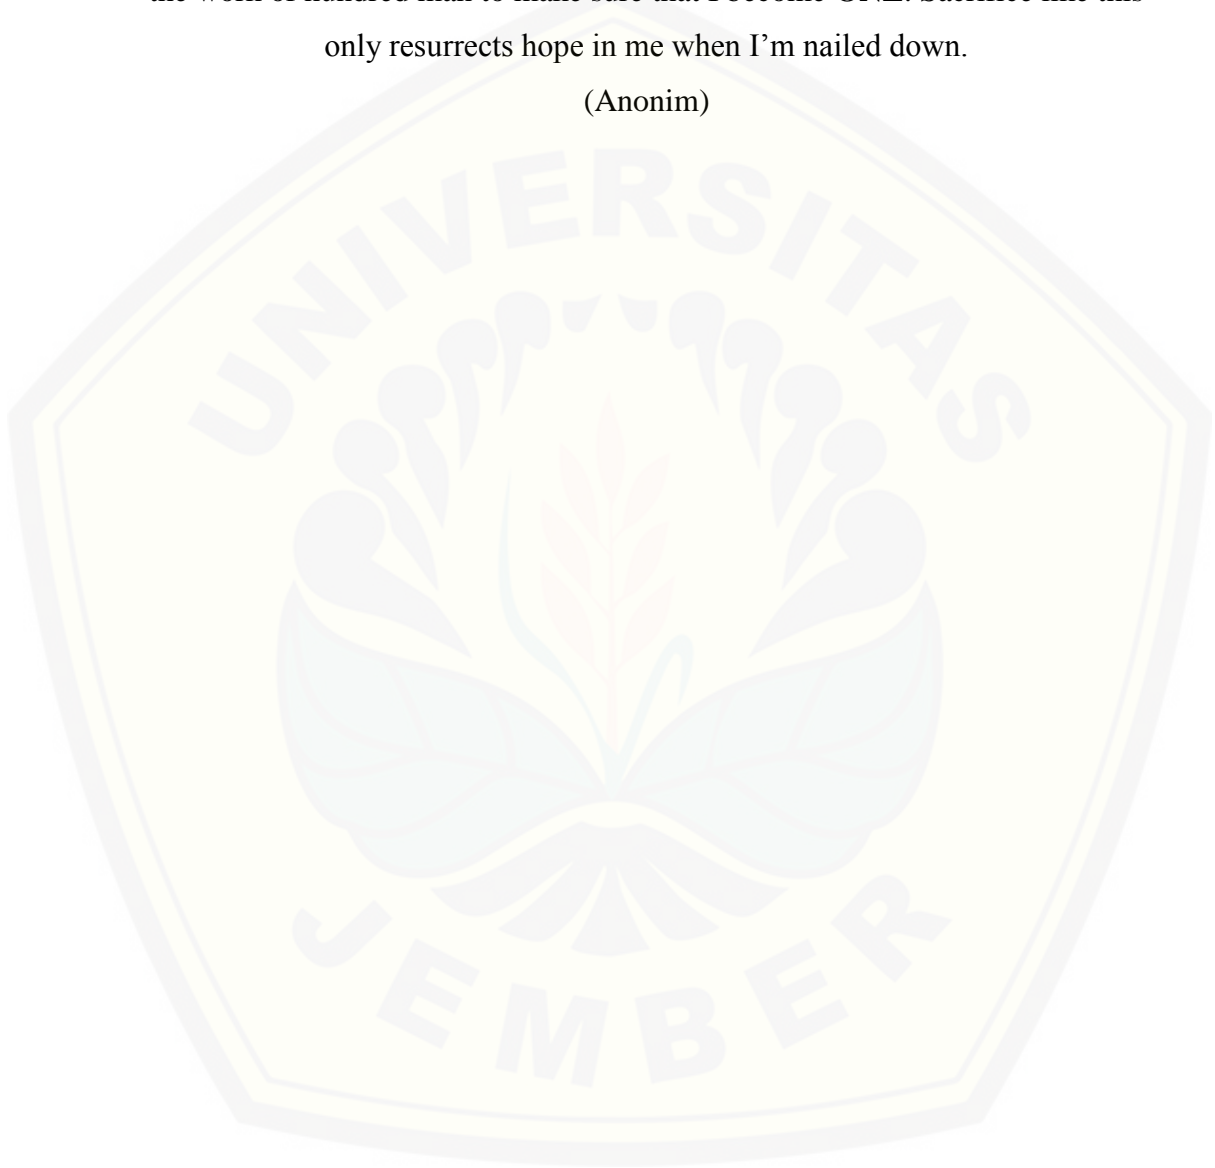 the work of hundred man to make sure that I become ONE. Sacrifice like this
only resurrects hope in me when I’m nailed down.
(Anonim)
UNIVERSITAS
JEMBER